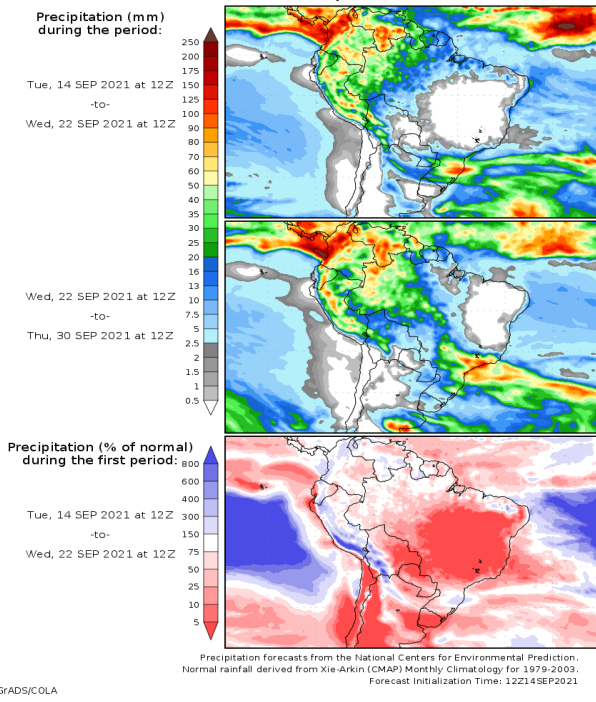 Precipitation (mm)
during the period:
250
200
175
150
125
100
90
80
70
60
50
40
35
30
25
20
16
13
10
7.5
5
2.5
2
1.5
1
0.5
Tue, 14 SEP 2021 at 12Z
-to-
Wed, 22 SEP 2021 at 12Z
Wed, 22 SEP 2021 at 12Z
-to-
Thu, 30 SEP 2021 at 12Z
Precipitation (% of normal)
during the first period:
800
600
400
300
150
75
50
25
10
5
Tue, 14 SEP 2021 at 12Z
-to-
Wed, 22 SEP 2021 at 12Z
Precipitation forecasts from the National Centers for Environmental Prediction.
Normal rainfall derived from Xie-Arkin (CMAP) Monthly Climatology for 1979-2003.
Forecast Initialization Time: 12Z14SEP2021
GrADS/COLA